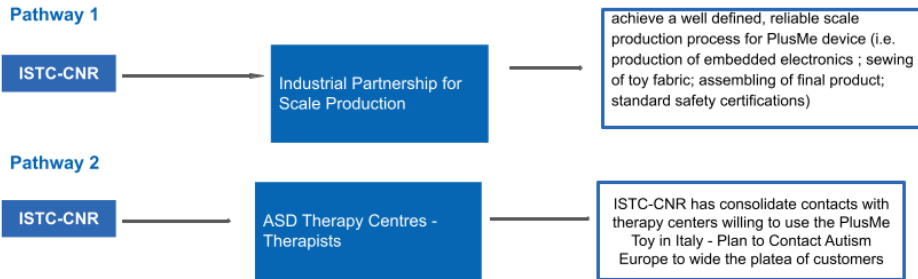 Pathway 1
ISTC-CNR
Industrial Partnership for
Scale Production
achieve a well defined, reliable scale
production process for PlusMe device (i.e.
production of embedded electronics ; sewing
of toy fabric; assembling of final product;
standard safety certifications)
Pathway 2
ISTC-CNR
ASD Therapy Centres -
Therapists
ISTC-CNR has consolidate contacts with
therapy centers willing to use the PlusMe
Toy in Italy - Plan to Contact Autism
Europe to wide the platea of customers